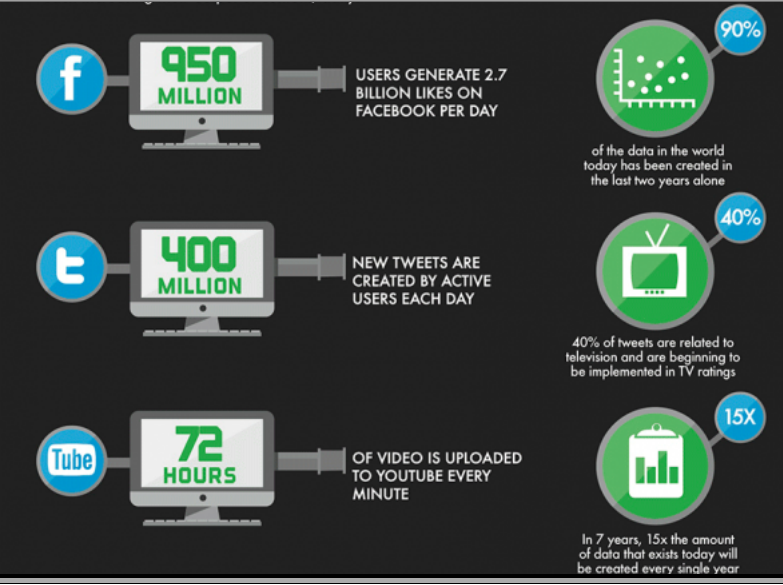 f
950
MILLION
USERS GENERATE 2.7
BILLION LIKES ON
FACEBOOK PER DAY
90%
of the data in the world
today has been created in
the last two years alone
t
400
MILLION
NEW TWEETS ARE
CREATED BY ACTIVE
USERS EACH DAY
40%
40% of tweets are related to
television and are beginning to
be implemented in TV ratings
Tube
72
HOURS
OF VIDEO IS UPLOADED
TO YOUTUBE EVERY
MINUTE
15X
In 7 years, 15x the amount
of data that exists today will
be created every single year